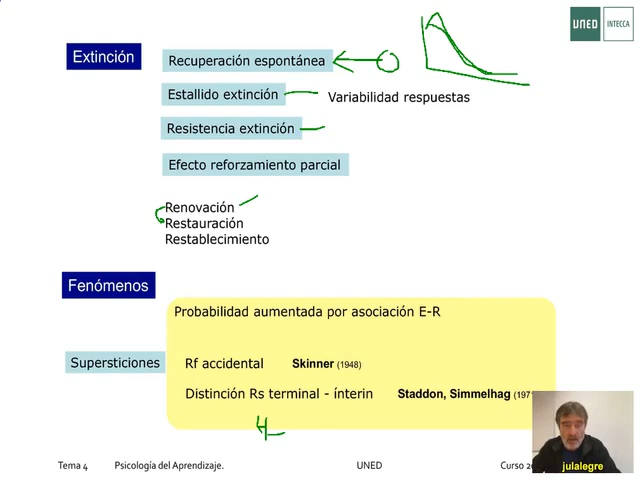 UNED INTECCA
Extinción
Recuperación espontánea
Estallido extinción
Variabilidad respuestas
Resistencia extinción
Efecto reforzamiento parcial
Renovación
Restauración
Restablecimiento
Fenómenos
Probabilidad aumentada por asociación E-R
Supersticiones
Rf accidental Skinner (1948)
Distinción Rs terminal - ínterin Staddon, Simmelhag
Tema 4 Psicología del Aprendizaje. UNED Curso
julalegre